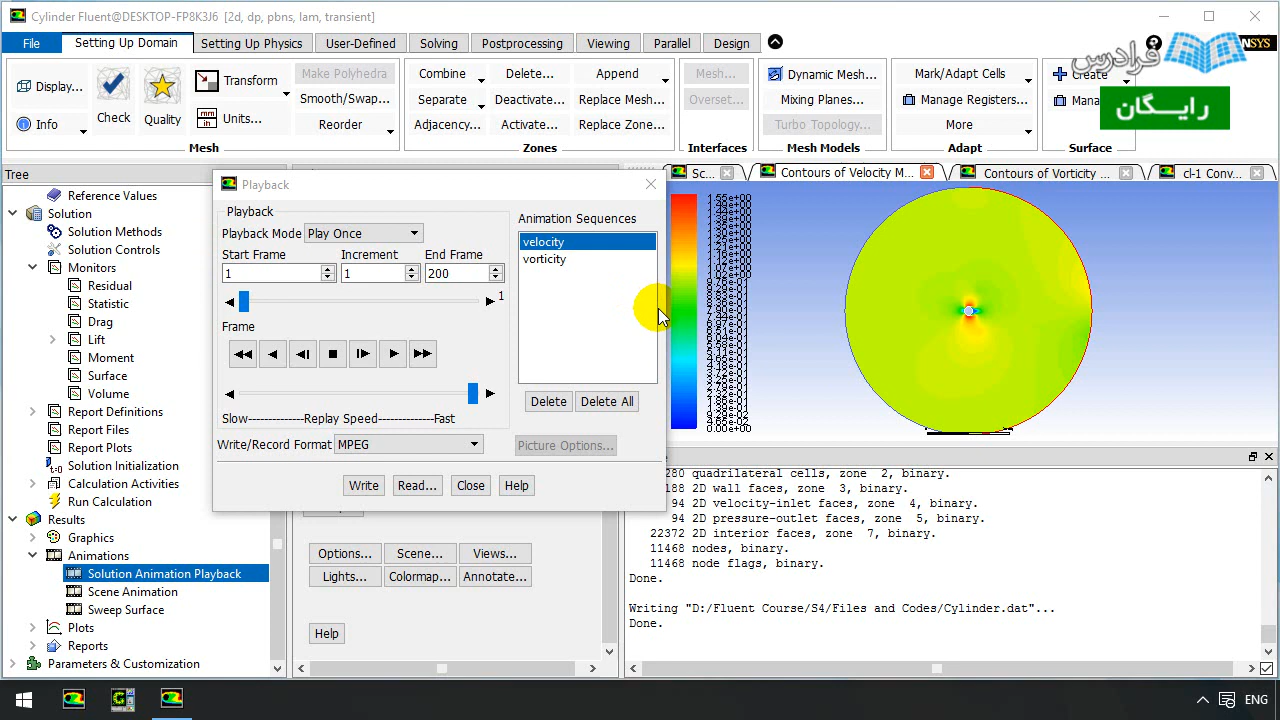 Cylinder Fluent@DESKTOP-FP8K3J6 [2d, dp, pbns, lam, transient]
File
Setting Up Domain
Setting Up Physics
User-Defined
Solving
Postprocessing
Viewing
Parallel
Design
فرادرس
رایگان
Display...
Info
Check
Quality
Transform
Units...
Make Polyhedra
Smooth/Swap...
Reorder
Mesh
Combine
Delete...
Append
Separate
Deactivate...
Replace Mesh...
Adjacency...
Activate...
Replace Zone...
Zones
Mesh...
Overset...
Interfaces
Dynamic Mesh...
Mixing Planes...
Turbo Topology...
Mesh Models
Mark/Adapt Cells
Manage Registers...
More
Adapt
Create
Mana
Surface
Tree
Reference Values
Solution
Solution Methods
Solution Controls
Monitors
Residual
Statistic
Drag
Lift
Moment
Surface
Volume
Report Definitions
Report Files
Report Plots
Solution Initialization
Calculation Activities
Run Calculation
Results
Graphics
Animations
Solution Animation Playback
Scene Animation
Sweep Surface
Plots
Reports
Parameters & Customization
Playback
Playback
Playback Mode Play Once
Start Frame Increment End Frame
1 1 200
1
Frame
Slow--------------Replay Speed--------------Fast
Write/Record Format MPEG
Animation Sequences
velocity
vorticity
Delete Delete All
Picture Options...
Write Read... Close Help
Options... Scene... Views...
Lights... Colormap... Annotate...
Help
Sc...
Contours of Velocity M...
Contours of Vorticity ...
cl-1 Conv...
0.00e+00
280 quadrilateral cells, zone 2, binary.
188 2D wall faces, zone 3, binary.
94 2D velocity-inlet faces, zone 4, binary.
94 2D pressure-outlet faces, zone 5, binary.
22372 2D interior faces, zone 7, binary.
11468 nodes, binary.
11468 node flags, binary.
Done.
Writing "D:/Fluent Course/S4/Files and Codes/Cylinder.dat"...
Done.
ENG